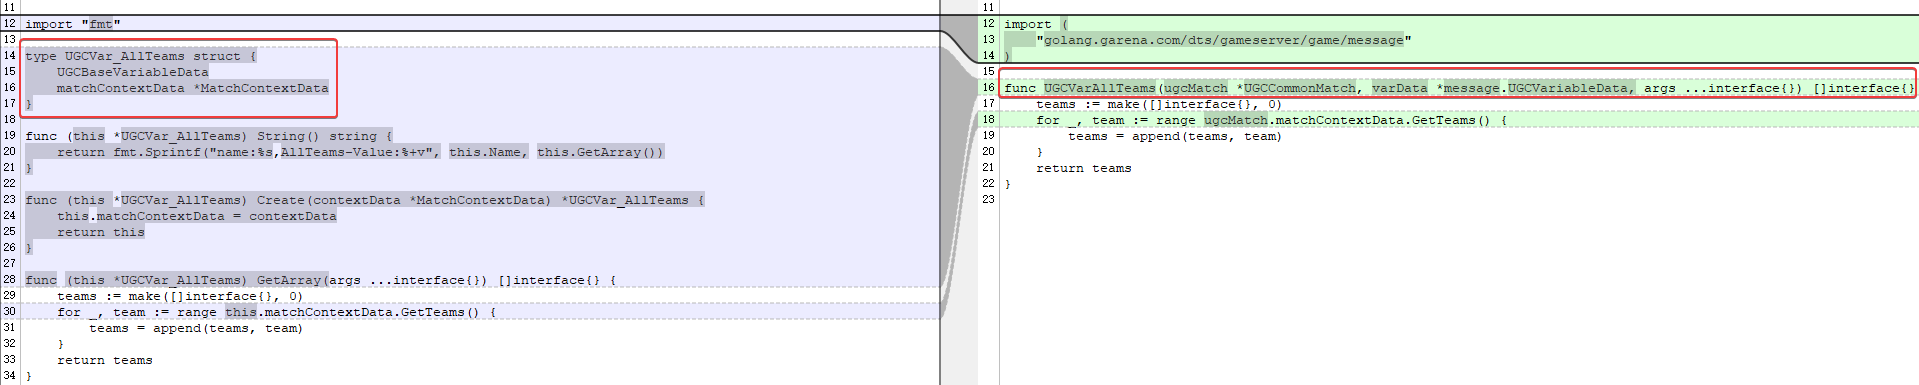 11
12 import "fmt"
13
14 type UGCVar_AllTeams struct {
15     UGCBaseVariableData
16     matchContextData *MatchContextData
17 }
18
19 func (this *UGCVar_AllTeams) String() string {
20     return fmt.Sprintf("name:%s,AllTeams-Value:%+v", this.Name, this.GetArray())
21 }
22
23 func (this *UGCVar_AllTeams) Create(contextData *MatchContextData) *UGCVar_AllTeams {
24     this.matchContextData = contextData
25     return this
26 }
27
28 func (this *UGCVar_AllTeams) GetArray(args ...interface{}) []interface{} {
29     teams := make([]interface{}, 0)
30     for _, team := range this.matchContextData.GetTeams() {
31         teams = append(teams, team)
32     }
33     return teams
34 }
11
12 import (
13     "golang.garena.com/dts/gameserver/game/message"
14 )
15
16 func UGCVarAllTeams(ugcMatch *UGCCommonMatch, varData *message.UGCVariableData, args ...interface{}) []interface{}
17     teams := make([]interface{}, 0)
18     for _, team := range ugcMatch.matchContextData.GetTeams() {
19         teams = append(teams, team)
20     }
21     return teams
22 }
23